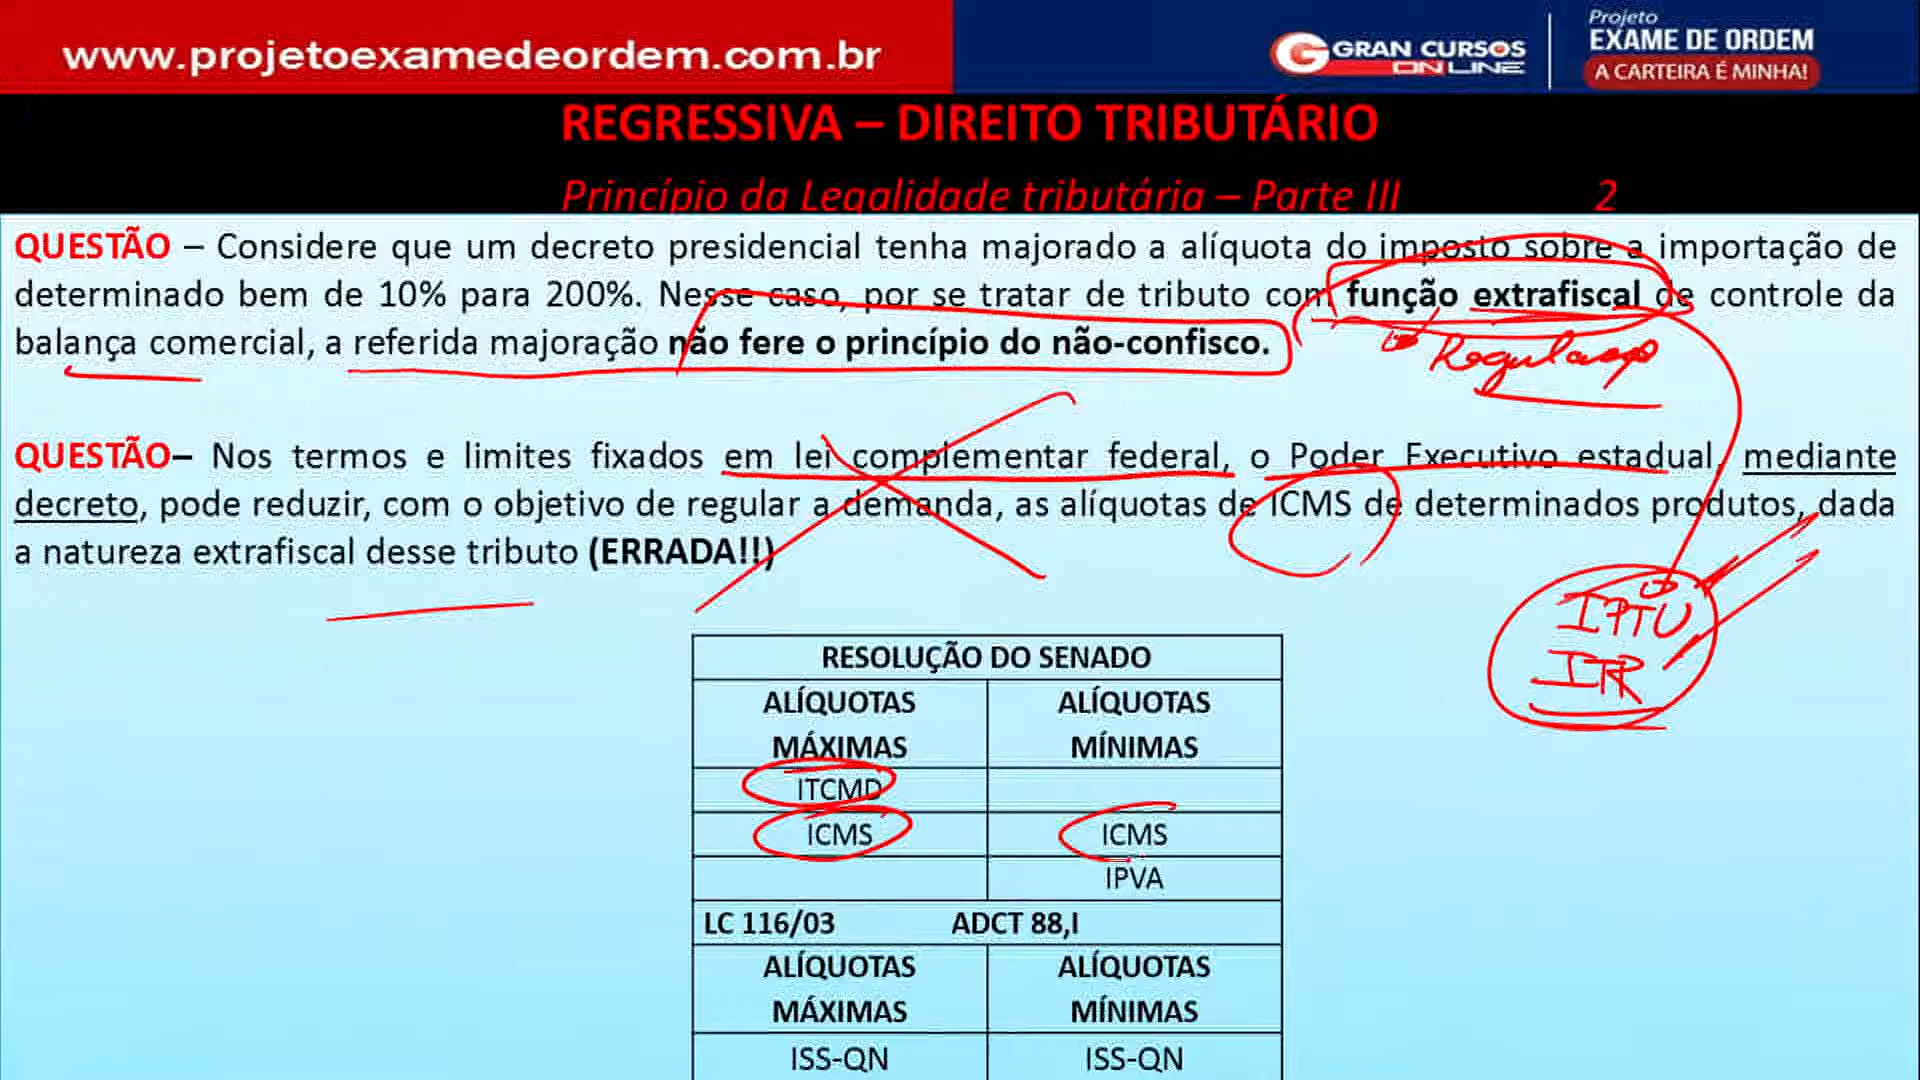 www.projetoexamedeordem.com.br
GRAN CURSOS
ONLINE
Projeto
EXAME DE ORDEM
A CARTEIRA É MINHA!
REGRESSIVA – DIREITO TRIBUTÁRIO
Princípio da Legalidade tributária – Parte III 2
QUESTÃO – Considere que um decreto presidencial tenha majorado a alíquota do imposto sobre a importação de
determinado bem de 10% para 200%. Nesse caso, por se tratar de tributo com função extrafiscal de controle da
balança comercial, a referida majoração não fere o princípio do não-confisco.
Regulação
QUESTÃO– Nos termos e limites fixados em lei complementar federal, o Poder Executivo estadual, mediante
decreto, pode reduzir, com o objetivo de regular a demanda, as alíquotas de ICMS de determinados produtos, dada
a natureza extrafiscal desse tributo (ERRADA!!)
IPTU
ITR
RESOLUÇÃO DO SENADO
ALÍQUOTAS ALÍQUOTAS
MÁXIMAS MÍNIMAS
ITCMD
ICMS ICMS
IPVA
LC 116/03 ADCT 88,I
ALÍQUOTAS ALÍQUOTAS
MÁXIMAS MÍNIMAS
ISS-QN ISS-QN